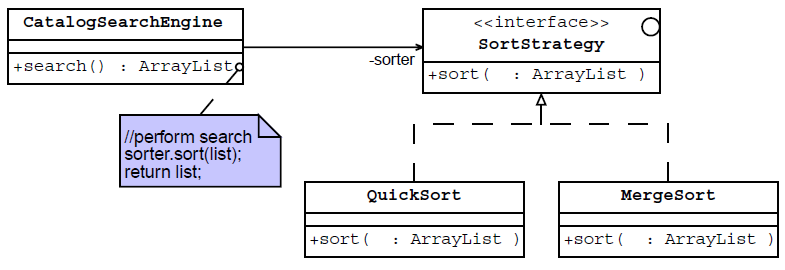 CatalogSearchEngine
+search() : ArrayList
<<interface>>
SortStrategy
+sort(  : ArrayList )
-sorter
//perform search
sorter.sort(list);
return list;
QuickSort
+sort(  : ArrayList )
MergeSort
+sort(  : ArrayList )